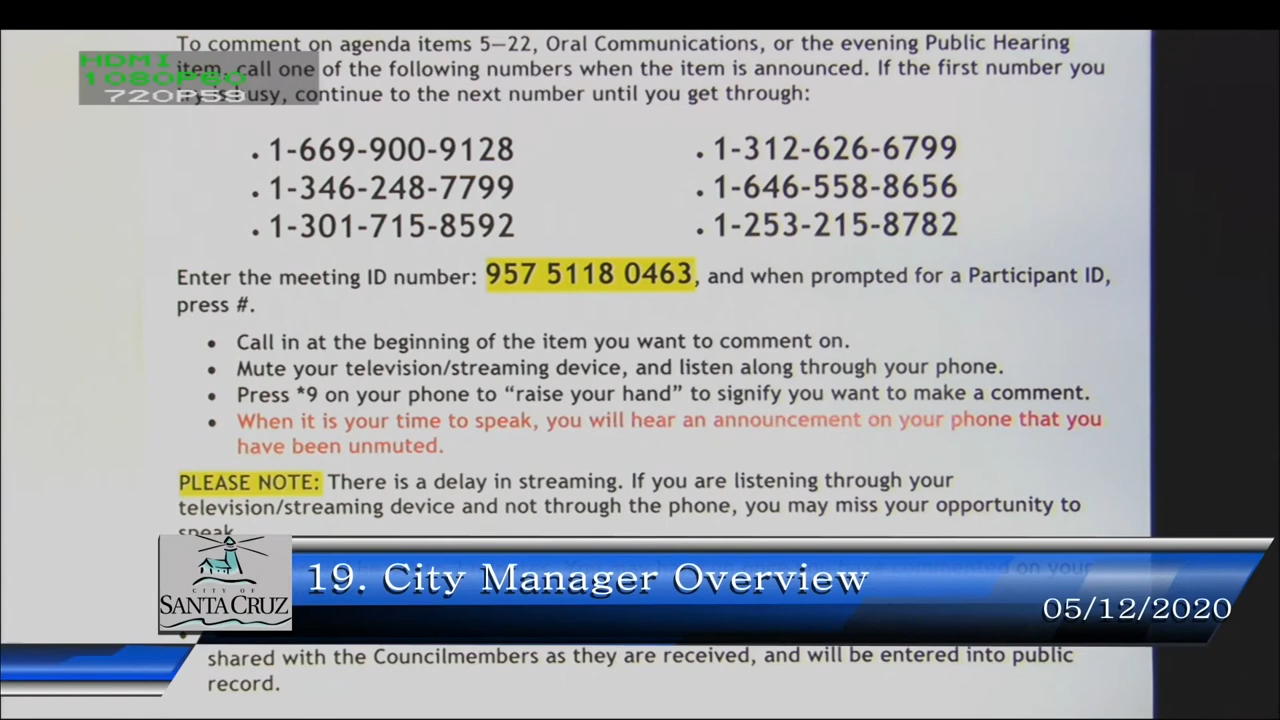 To comment on agenda items 5–22, Oral Communications, or the evening Public Hearing
HDMI
item, call one of the following numbers when the item is announced. If the first number you
1080P60
720P59
try is busy, continue to the next number until you get through:
. 1-669-900-9128
. 1-312-626-6799
. 1-346-248-7799
. 1-646-558-8656
. 1-301-715-8592
. 1-253-215-8782
Enter the meeting ID number: 957 5118 0463, and when prompted for a Participant ID,
press #.
• Call in at the beginning of the item you want to comment on.
• Mute your television/streaming device, and listen along through your phone.
• Press *9 on your phone to “raise your hand” to signify you want to make a comment.
• When it is your time to speak, you will hear an announcement on your phone that you
have been unmuted.
PLEASE NOTE: There is a delay in streaming. If you are listening through your
television/streaming device and not through the phone, you may miss your opportunity to
speak.
19. City Manager Overview
on your
CITY OF
SANTA CRUZ
05/12/2020
shared with the Councilmembers as they are received, and will be entered into public
record.